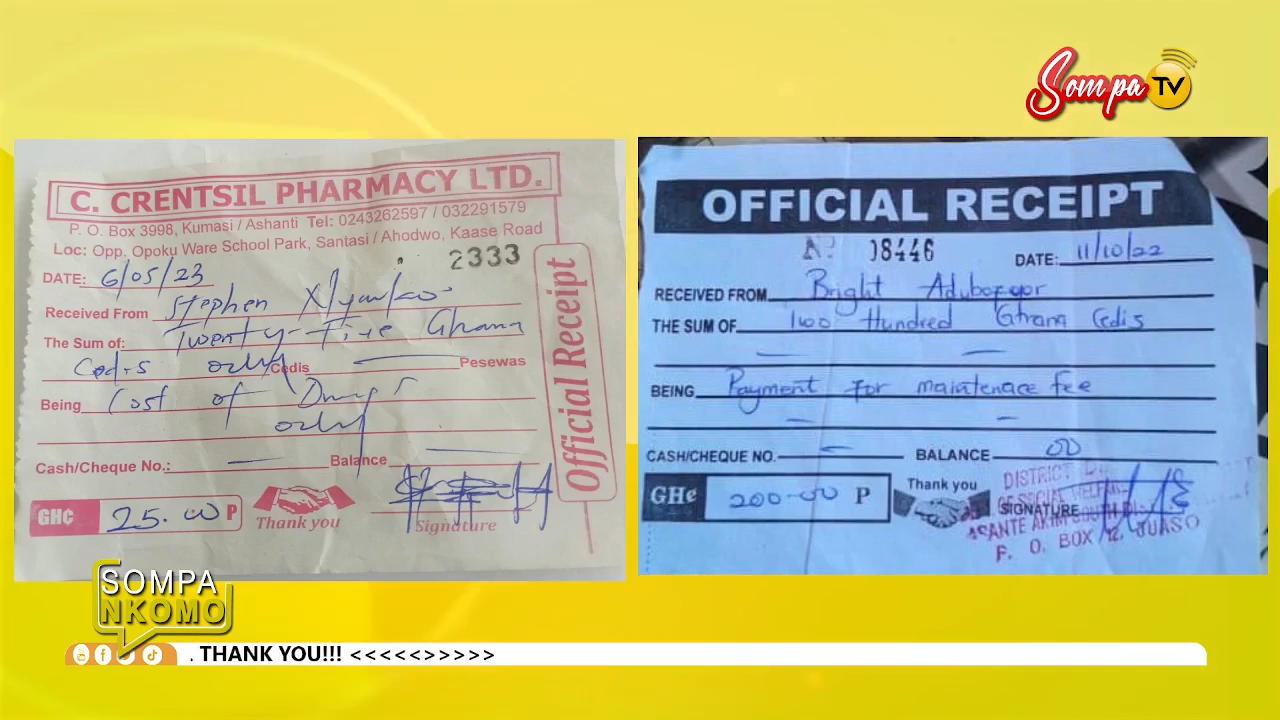 Sompa TV
C. CRENTSIL PHARMACY LTD.
P. O. Box 3998, Kumasi / Ashanti Tel: 0243262597 / 032291579
Loc: Opp. Opoku Ware School Park, Santasi / Ahodwo, Kaase Road
2333
DATE: 6/05/23
Received From Stephen
The Sum of: Twenty-Five Ghana
Cedis only Cedis Pesewas
Being Cost of Drugs
only
Cash/Cheque No.: Balance
GH¢ 25.00 P
Thank you
Signature
Official Receipt
OFFICIAL RECEIPT
Nº 08446
DATE: 11/10/22
RECEIVED FROM Bright
THE SUM OF Two Hundred Ghana Cedis
BEING Payment for maintenace fee
CASH/CHEQUE NO. BALANCE 00
GH¢ 200-00 P
Thank you
SIGNATURE
DISTRICT
OF SOCIAL WELFARE
ASANTE AKIM SOUTH
P. O. BOX 12, JUASO
SOMPA
NKOMO
. THANK YOU!!! <<<<<>>>>>